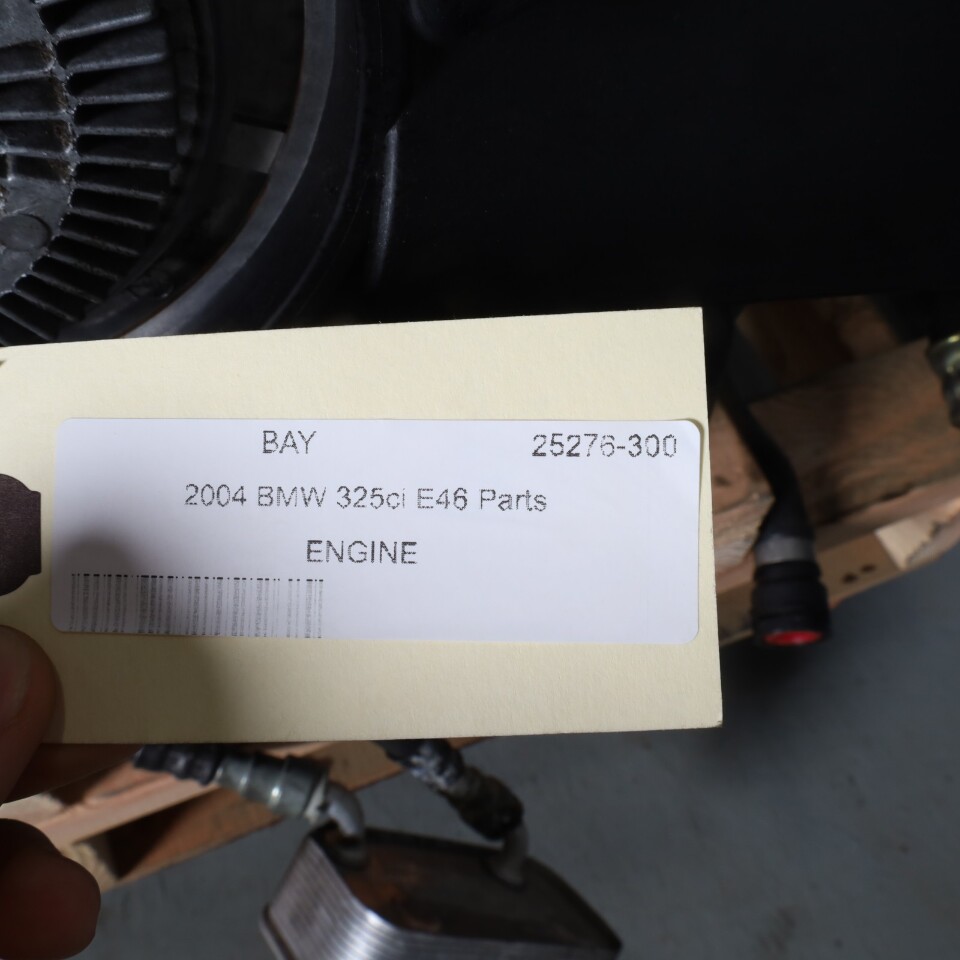 BAY 25276-300
2004 BMW 325ci E46 Parts
ENGINE